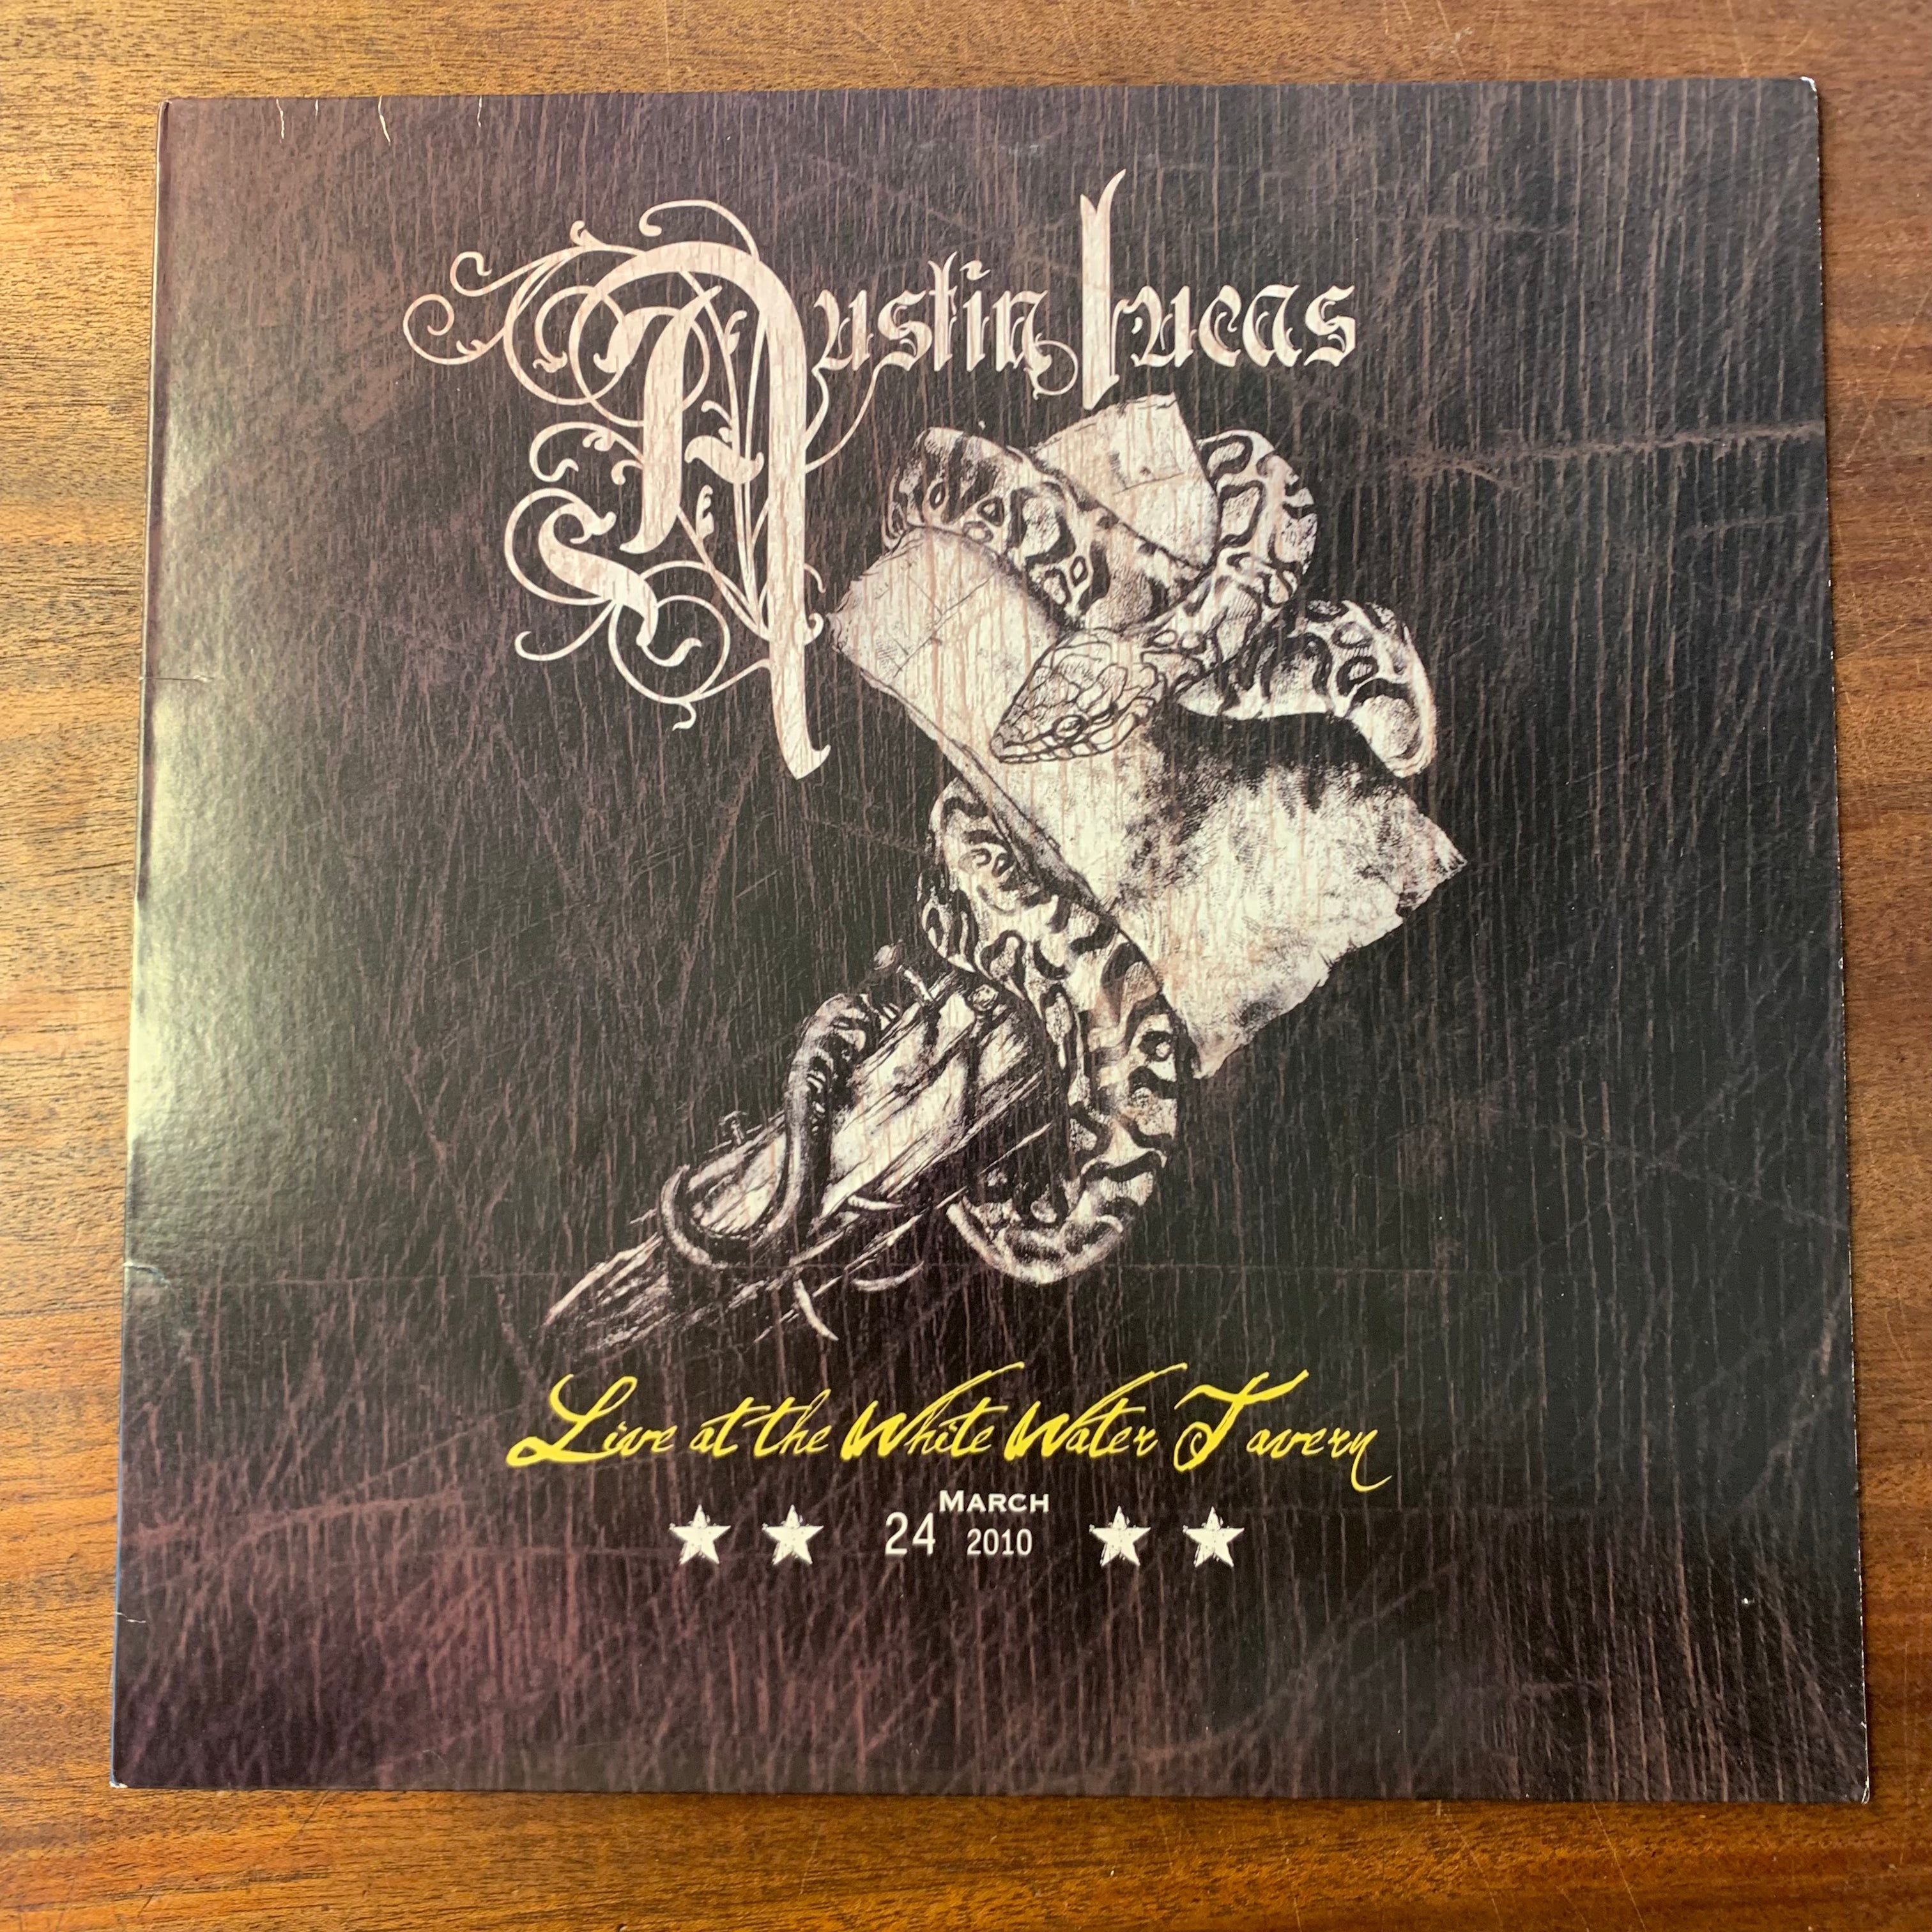 Austin Lucas
Live at the White Water Tavern
March
24 2010